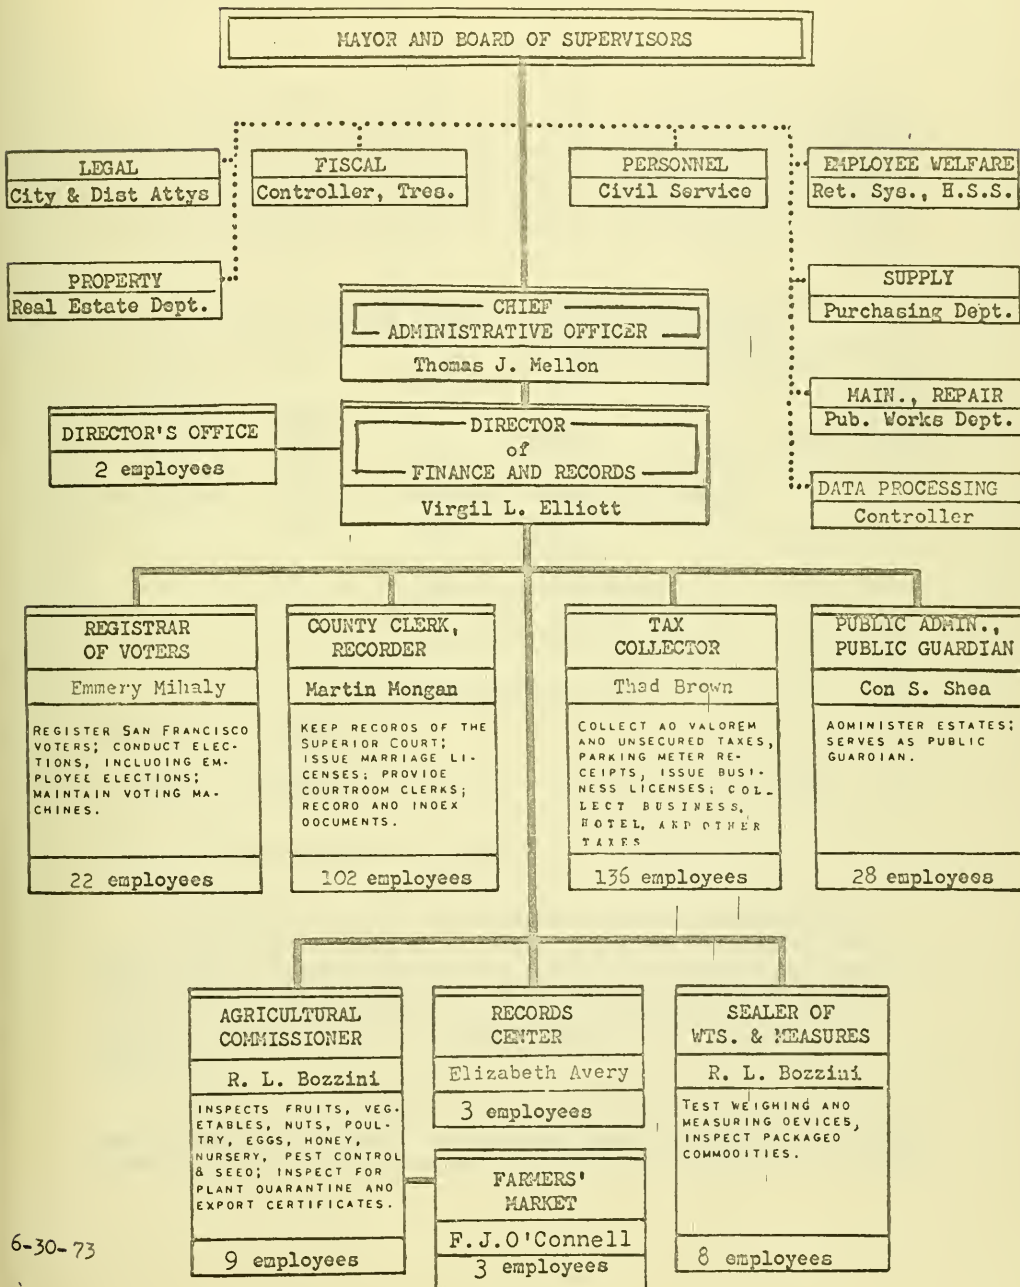 MAYOR AND BOARD OF SUPERVISORS
LEGAL
City & Dist Attys
FISCAL
Controller, Tres.
PERSONNEL
Civil Service
EMPLOYEE WELFARE
Ret. Sys., H.S.S.
PROPERTY
Real Estate Dept.
SUPPLY
Purchasing Dept.
CHIEF
ADMINISTRATIVE OFFICER
Thomas J. Mellon
MAIN., REPAIR
Pub. Works Dept.
DIRECTOR'S OFFICE
2 employees
DIRECTOR
of
FINANCE AND RECORDS
Virgil L. Elliott
DATA PROCESSING
Controller
REGISTRAR
OF VOTERS
Emmery Mihaly
REGISTER SAN FRANCISCO
VOTERS; CONDUCT ELEC-
TIONS, INCLUDING EM-
PLOYEE ELECTIONS;
MAINTAIN VOTING MA-
CHINES.
22 employees
COUNTY CLERK,
RECORDER
Martin Mongan
KEEP RECORDS OF THE
SUPERIOR COURT;
ISSUE MARRIAGE LI-
CENSES; PROVIDE
COURTROOM CLERKS;
RECORD AND INDEX
DOCUMENTS.
102 employees
TAX
COLLECTOR
Thad Brown
COLLECT AD VALOREM
AND UNSECURED TAXES,
PARKING METER RE-
CEIPTS, ISSUE BUSI-
NESS LICENSES; COL-
LECT BUSINESS,
HOTEL, AND OTHER
TAXES
136 employees
PUBLIC ADMIN.,
PUBLIC GUARDIAN
Con S. Shea
ADMINISTER ESTATES;
SERVES AS PUBLIC
GUARDIAN.
28 employees
AGRICULTURAL
COMMISSIONER
R. L. Bozzini
INSPECTS FRUITS, VEG-
ETABLES, NUTS, POUL-
TRY, EGGS, HONEY,
NURSERY, PEST CONTROL
& SEED; INSPECT FOR
PLANT QUARANTINE AND
EXPORT CERTIFICATES.
9 employees
RECORDS
CENTER
Elizabeth Avery
3 employees
FARMERS'
MARKET
F.J.O'Connell
3 employees
SEALER OF
WTS. & MEASURES
R. L. Bozzini
TEST WEIGHING AND
MEASURING DEVICES,
INSPECT PACKAGED
COMMODITIES.
8 employees
6-30-73